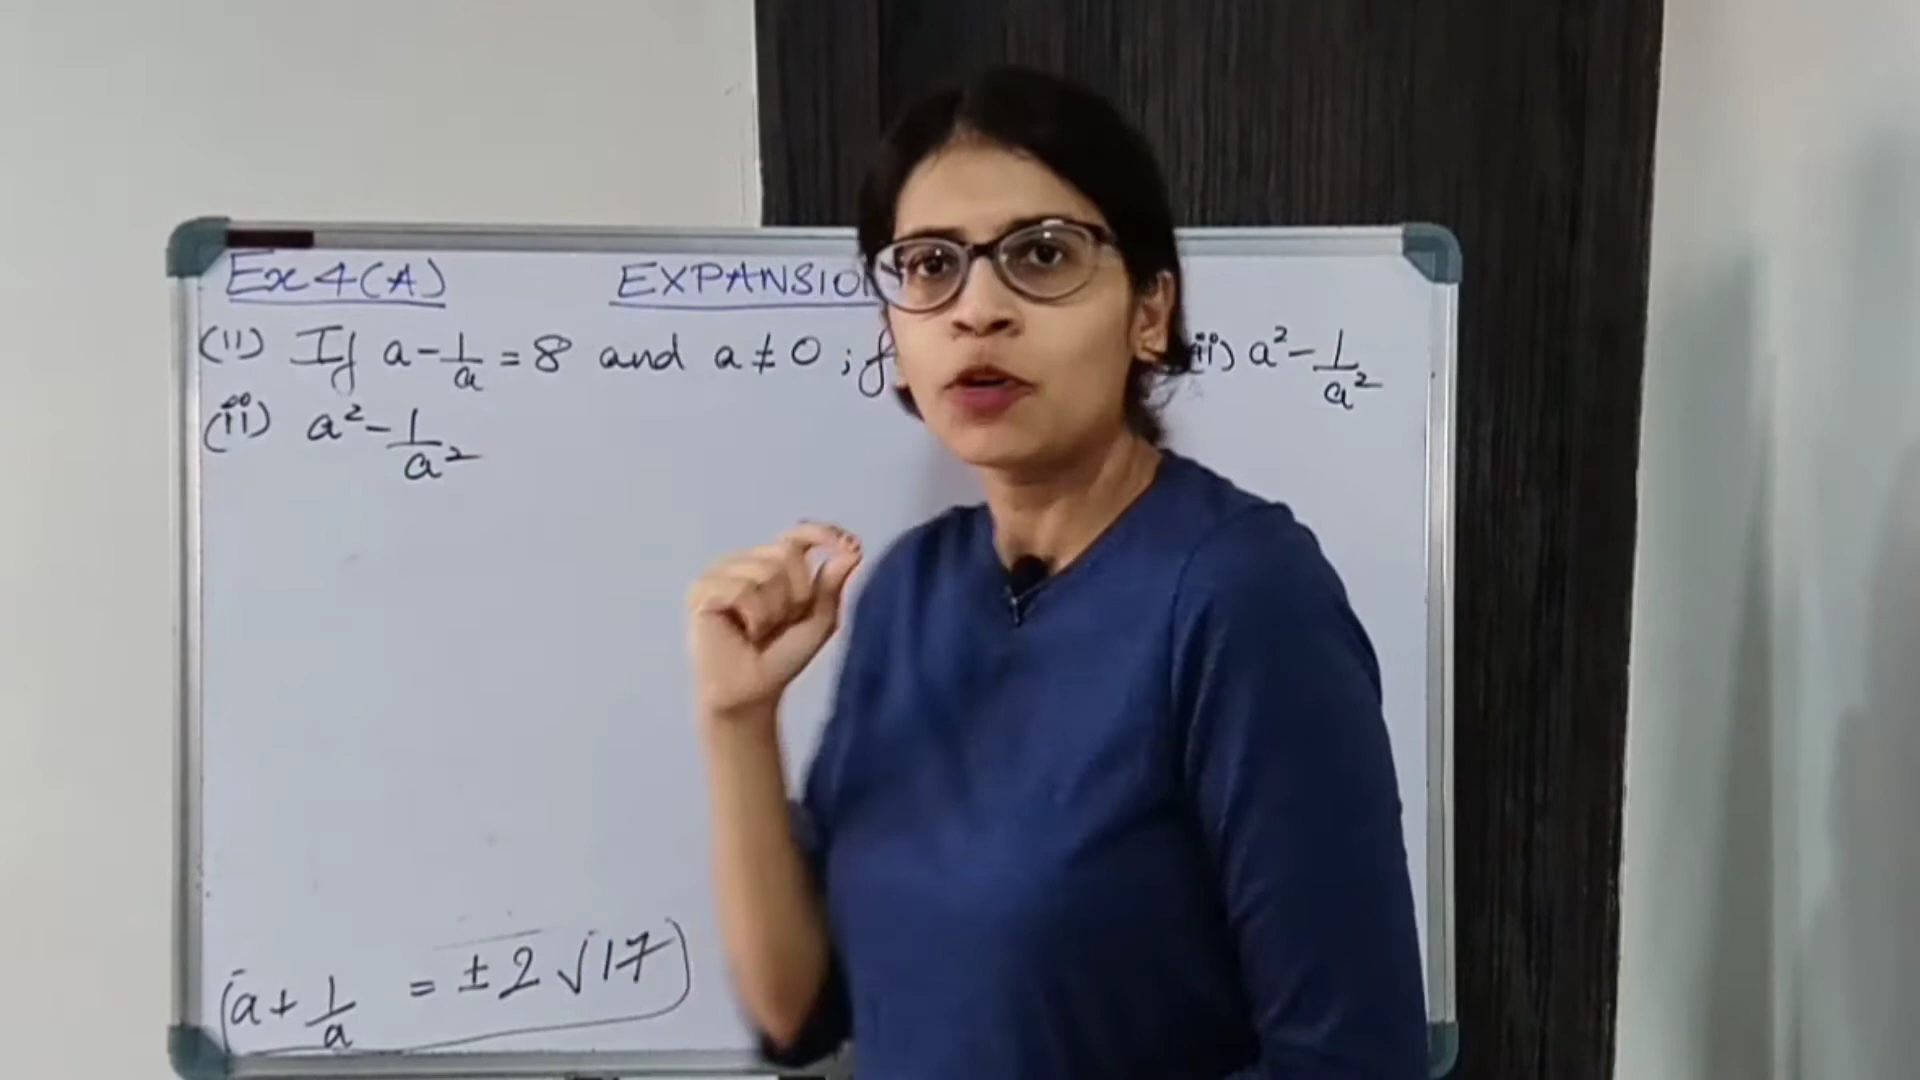 Ex 4(A) EXPANSION
(11) If a - 1/a = 8 and a ≠ 0 ; f ii) a² - 1/a²
(ii) a² - 1/a²
a + 1/a = ± 2 √17